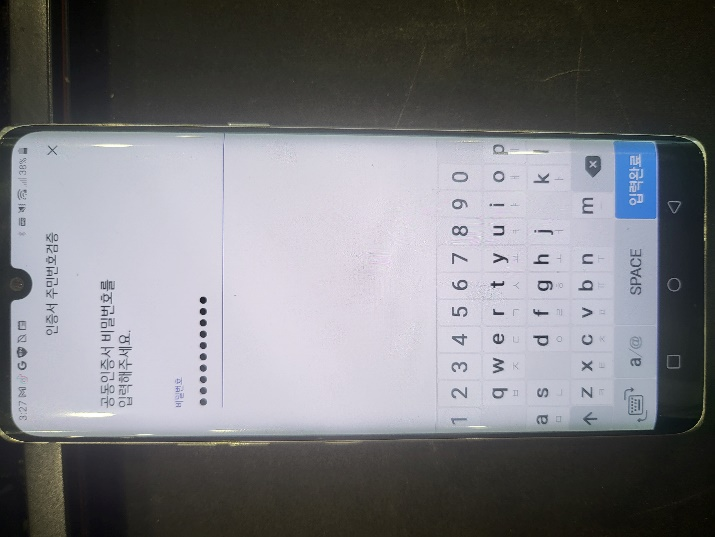 3:27
38%
인증서 주민번호검증
×
공동인증서 비밀번호를
입력해주세요.
비밀번호
●●●●●●●●●●
1 2 3 4 5 6 7 8 9 0
q w e r t y u i o p
a s d f g h j k l
z x c v b n m
a/@ SPACE 입력완료